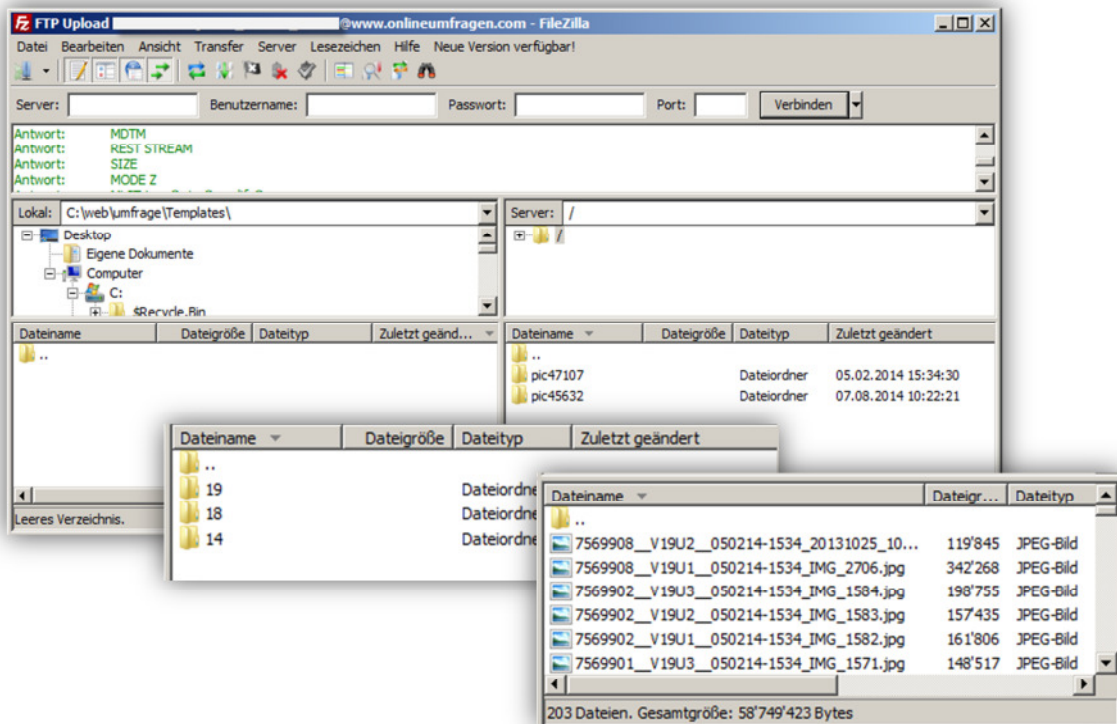 FTP Upload @www.onlineumfragen.com - FileZilla
Datei Bearbeiten Ansicht Transfer Server Lesezeichen Hilfe Neue Version verfügbar!
Server: Benutzername: Passwort: Port: Verbinden
Antwort: MDTM
Antwort: REST STREAM
Antwort: SIZE
Antwort: MODE Z
Lokal: C:\web\umfrage\Templates\
Desktop
Eigene Dokumente
Computer
C:
$Recycle.Bin
Server: /
/
Dateiname Dateigröße Dateityp Zuletzt geänd...
..
Leeres Verzeichnis.
Dateiname Dateigröße Dateityp Zuletzt geändert
..
pic47107 Dateiordner 05.02.2014 15:34:30
pic45632 Dateiordner 07.08.2014 10:22:21
Dateiname Dateigröße Dateityp Zuletzt geändert
..
19 Dateiordne
18 Dateiordne
14 Dateiordne
Dateiname Dateigr... Dateityp
..
7569908__V19U2__050214-1534_20131025_10... 119'845 JPEG-Bild
7569908__V19U1__050214-1534_IMG_2706.jpg 342'268 JPEG-Bild
7569902__V19U3__050214-1534_IMG_1584.jpg 198'755 JPEG-Bild
7569902__V19U2__050214-1534_IMG_1583.jpg 157'435 JPEG-Bild
7569902__V19U1__050214-1534_IMG_1582.jpg 161'806 JPEG-Bild
7569901__V19U3__050214-1534_IMG_1571.jpg 148'517 JPEG-Bild
203 Dateien. Gesamtgröße: 58'749'423 Bytes